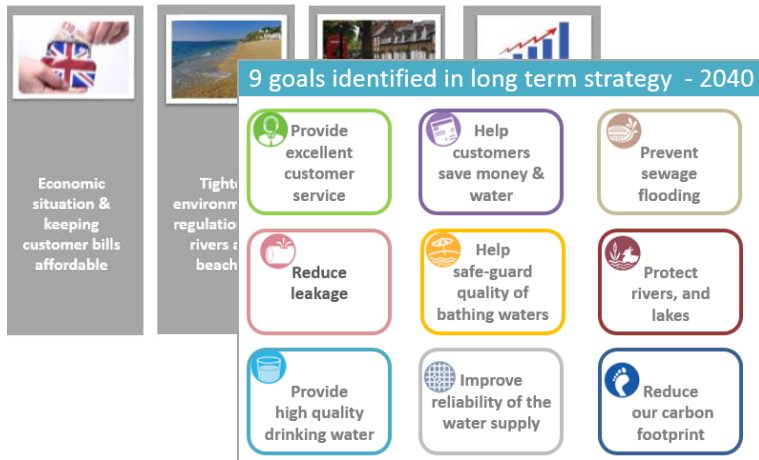 9 goals identified in long term strategy - 2040
Economic
situation &
keeping
customer bills
affordable
rivers
Provide
excellent
customer
service
Help
customers
save money &
water
Prevent
sewage
flooding
Reduce
leakage
Help
safe-guard
quality of
bathing waters
Protect
rivers, and
lakes
Provide
high quality
drinking water
Improve
reliability of the
water supply
Reduce
our carbon
footprint